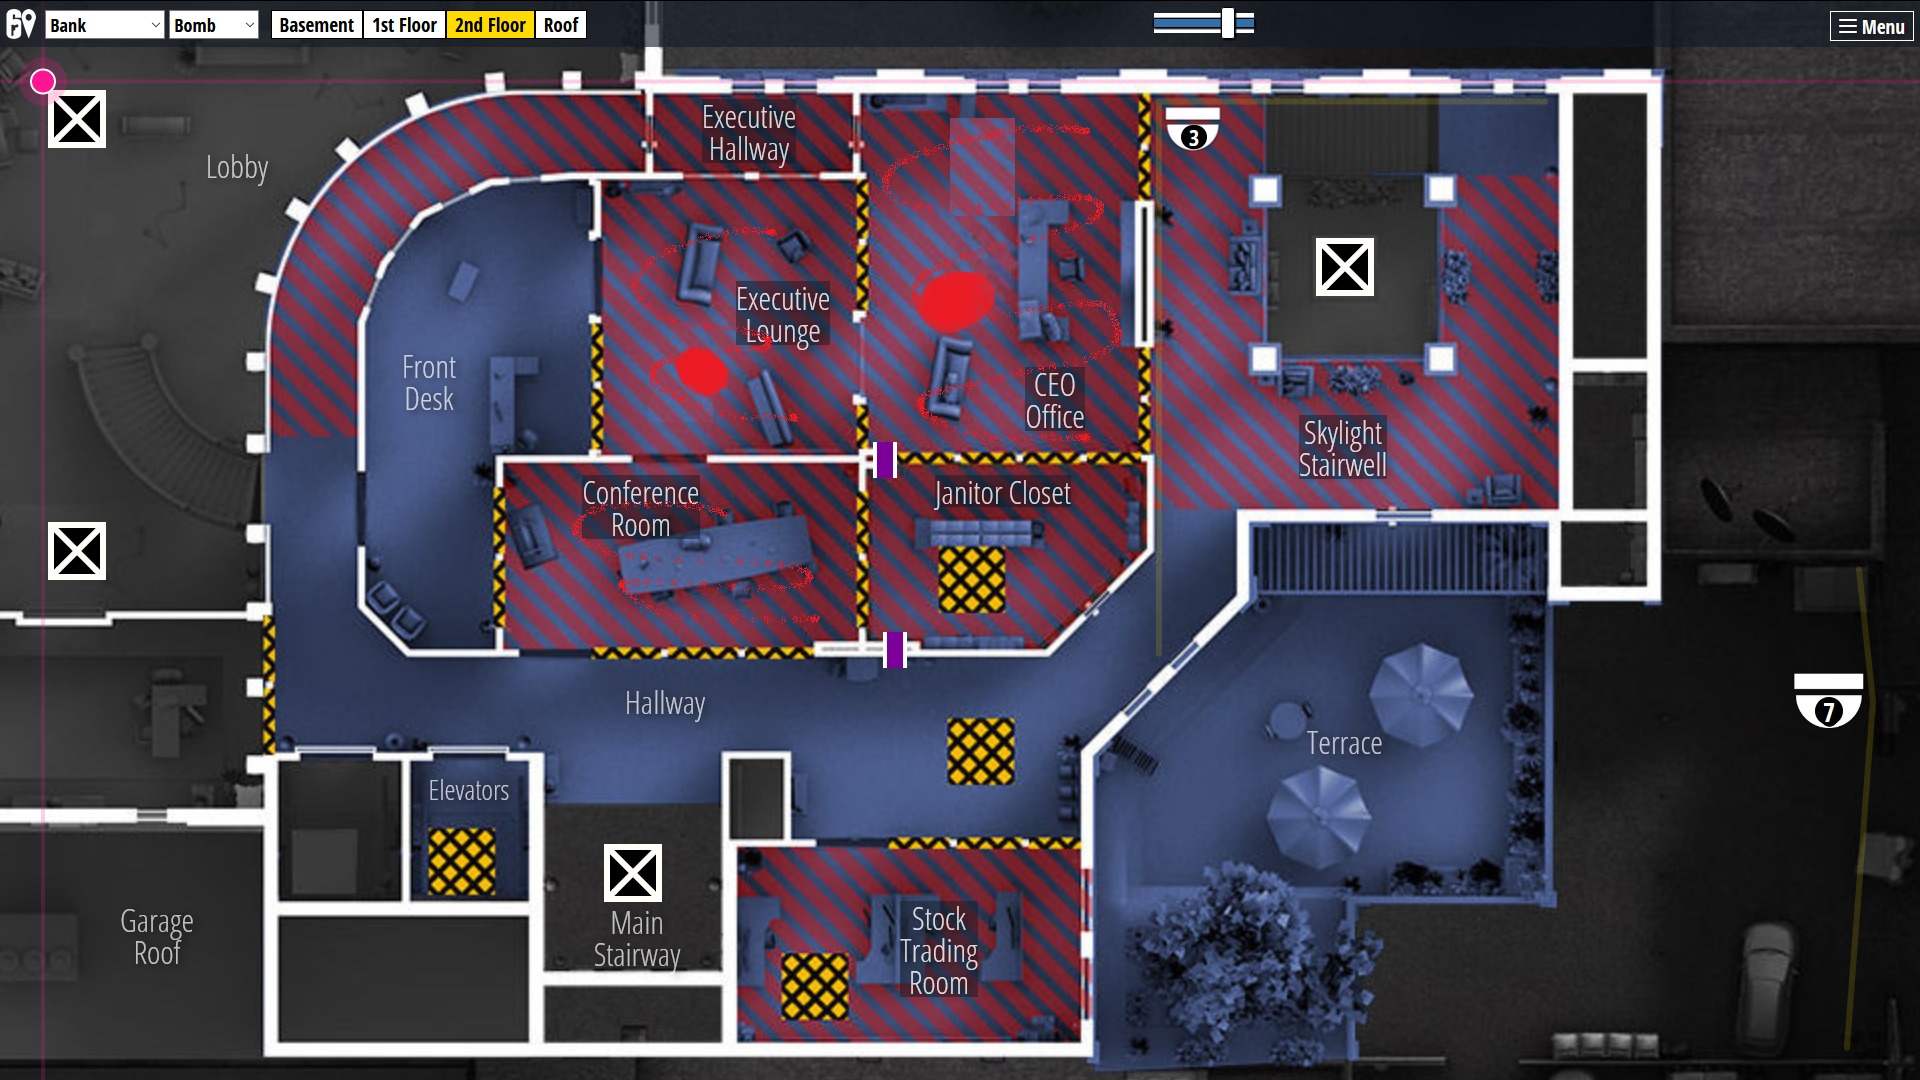 Bank
Bomb
Basement
1st Floor
2nd Floor
Roof
Menu
Executive
Hallway
3
Lobby
Executive
Lounge
Front
Desk
CEO
Office
Skylight
Stairwell
Conference
Room
Janitor Closet
Hallway
7
Terrace
Elevators
Garage
Roof
Main
Stairway
Stock
Trading
Room